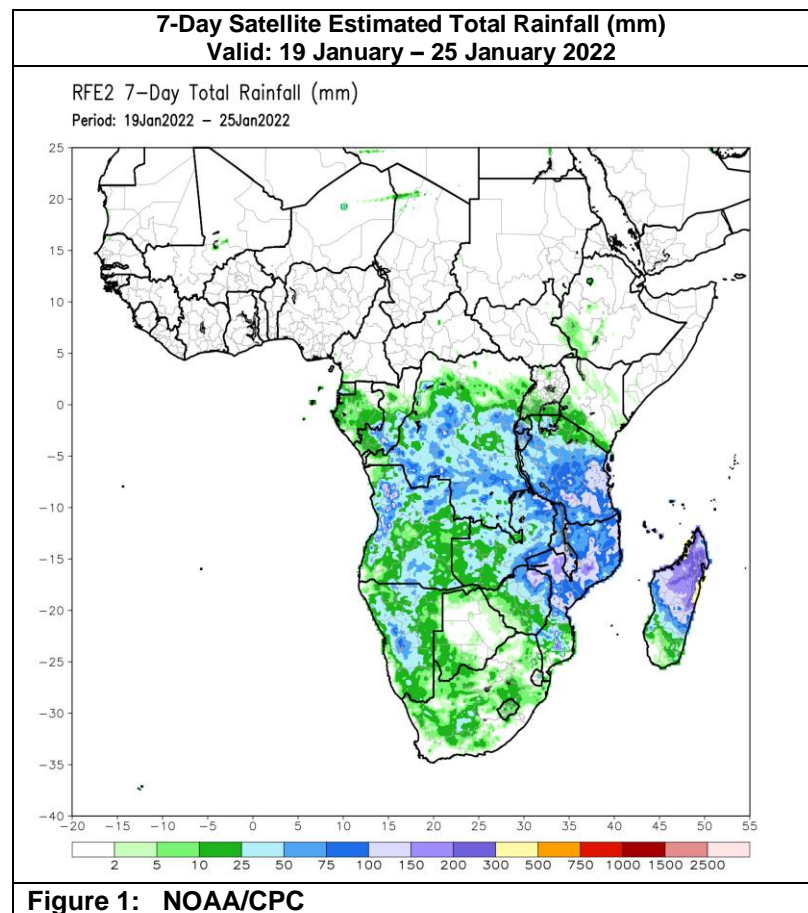 7-Day Satellite Estimated Total Rainfall (mm)
Valid: 19 January – 25 January 2022
RFE2 7-Day Total Rainfall (mm)
Period: 19Jan2022 – 25Jan2022
25
20
15
10
5
0
-5
-10
-15
-20
-25
-30
-35
-40
-20 -15 -10 -5 0 5 10 15 20 25 30 35 40 45 50 55
2 5 10 25 50 75 100 150 200 300 500 750 1000 1500 2500
Figure 1: NOAA/CPC